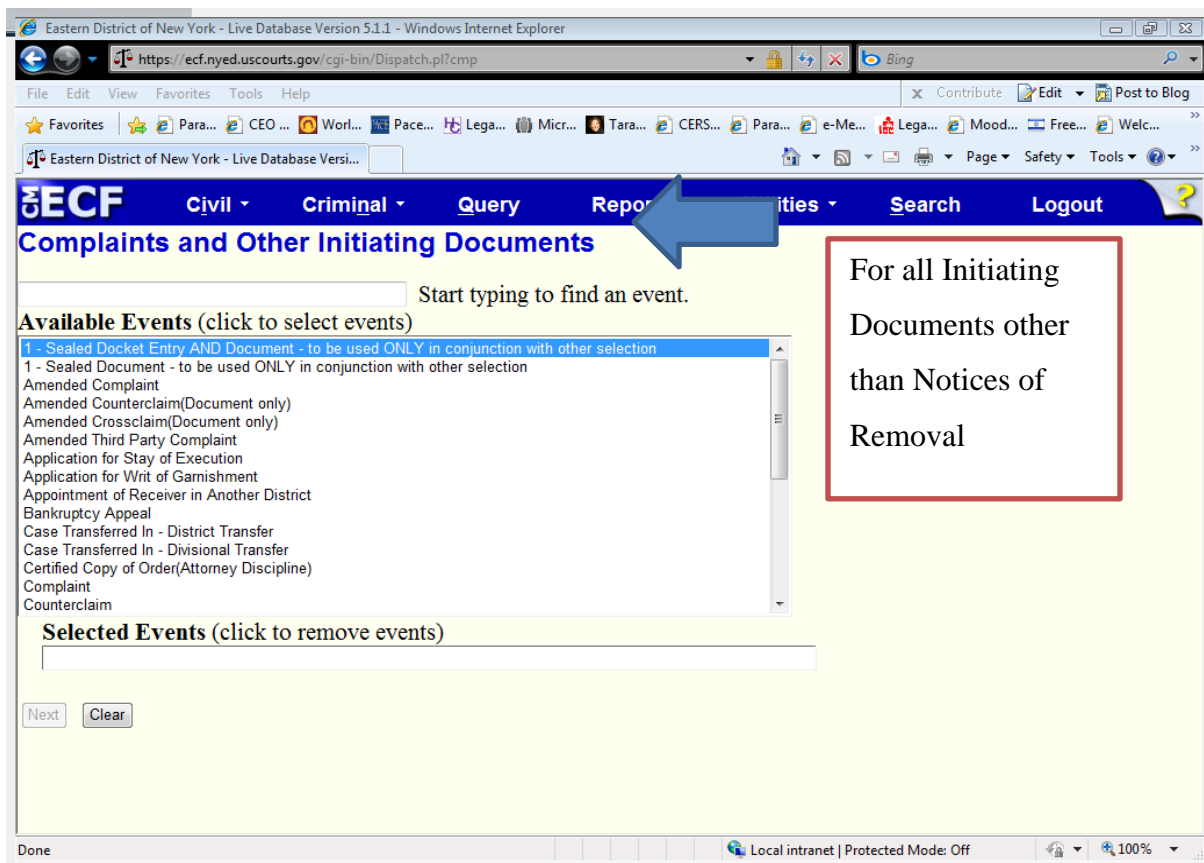 Eastern District of New York - Live Database Version 5.1.1 - Windows Internet Explorer
https://ecf.nyed.uscourts.gov/cgi-bin/Dispatch.pl?cmp
Bing
File Edit View Favorites Tools Help
x Contribute Edit Post to Blog
Favorites Para... CEO ... Worl... Pace... Lega... Micr... Tara... CERS... Para... e-Me... Lega... Mood... Free... Welc...
Eastern District of New York - Live Database Versi...
Page Safety Tools
CM ECF Civil Criminal Query Repor ities Search Logout ?
Complaints and Other Initiating Documents
Start typing to find an event.
Available Events (click to select events)
1 - Sealed Docket Entry AND Document - to be used ONLY in conjunction with other selection
1 - Sealed Document - to be used ONLY in conjunction with other selection
Amended Complaint
Amended Counterclaim(Document only)
Amended Crossclaim(Document only)
Amended Third Party Complaint
Application for Stay of Execution
Application for Writ of Garnishment
Appointment of Receiver in Another District
Bankruptcy Appeal
Case Transferred In - District Transfer
Case Transferred In - Divisional Transfer
Certified Copy of Order(Attorney Discipline)
Complaint
Counterclaim
Selected Events (click to remove events)
Next Clear
For all Initiating
Documents other
than Notices of
Removal
Done
Local intranet | Protected Mode: Off
100%